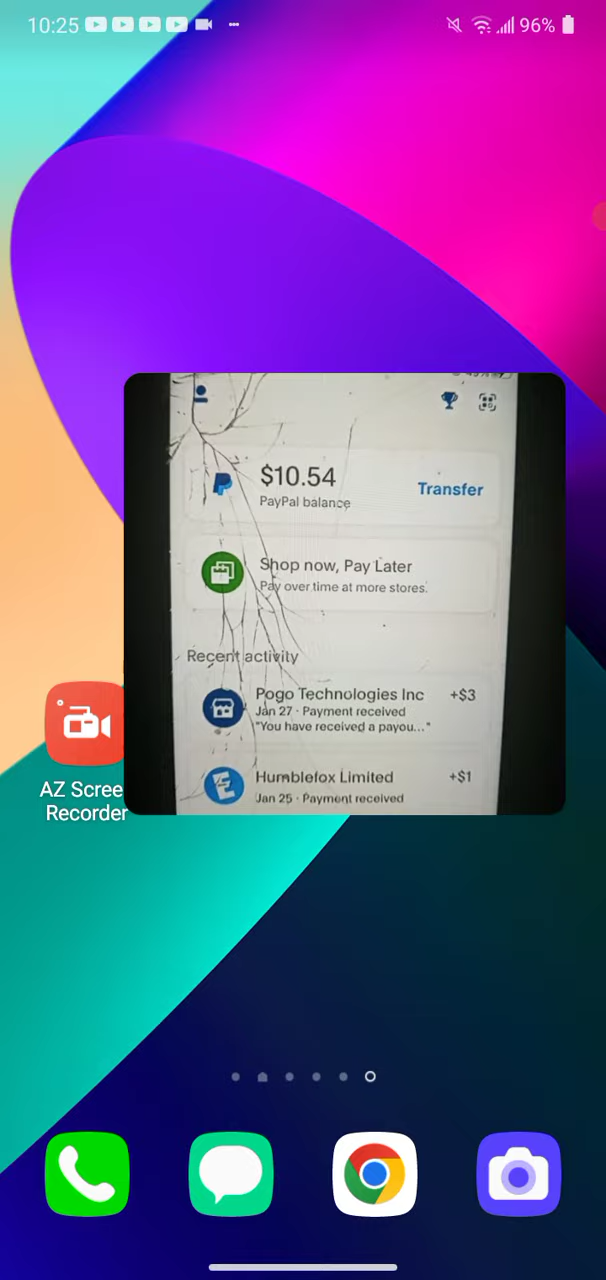 10:25
96%
$10.54
PayPal balance
Transfer
Shop now, Pay Later
Pay over time at more stores.
Recent activity
Pogo Technologies Inc +$3
Jan 27 · Payment received
"You have received a payou..."
Humblefox Limited +$1
Jan 25 · Payment received
AZ Scree
Recorder